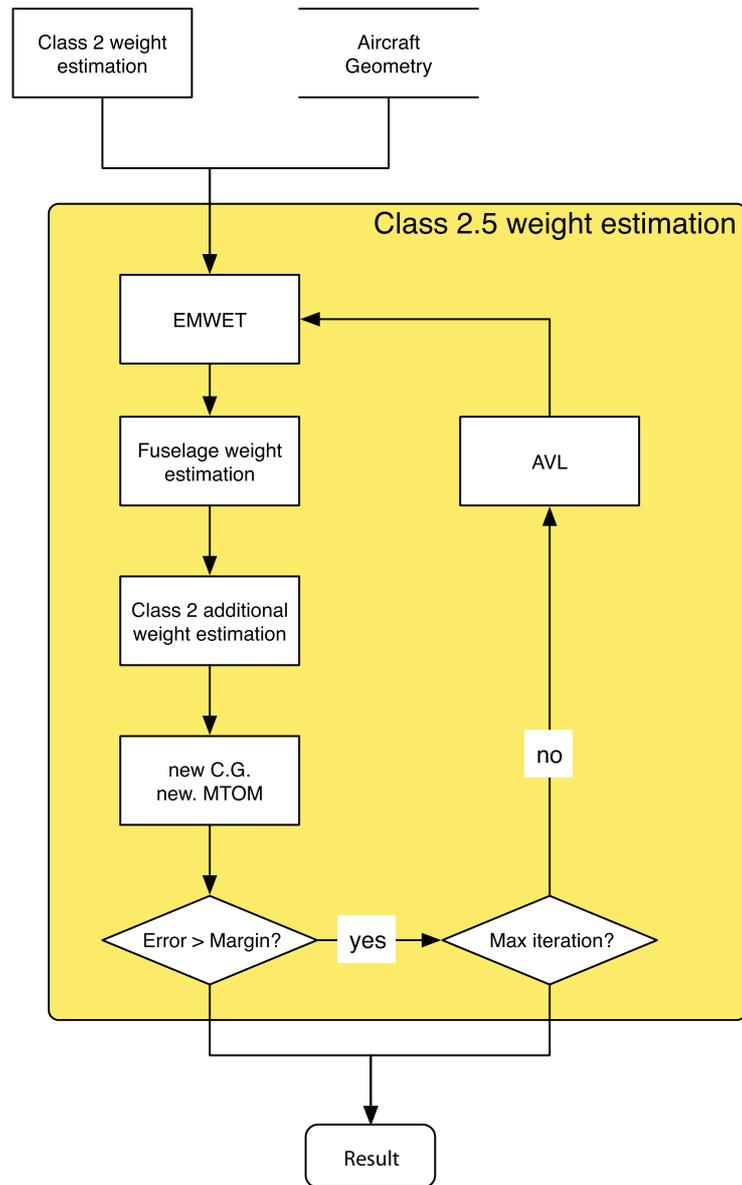 Class 2 weight
estimation
Aircraft
Geometry
Class 2.5 weight estimation
EMWET
Fuselage weight
estimation
AVL
Class 2 additional
weight estimation
new C.G.
new. MTOM
no
Error > Margin?
yes
Max iteration?
Result